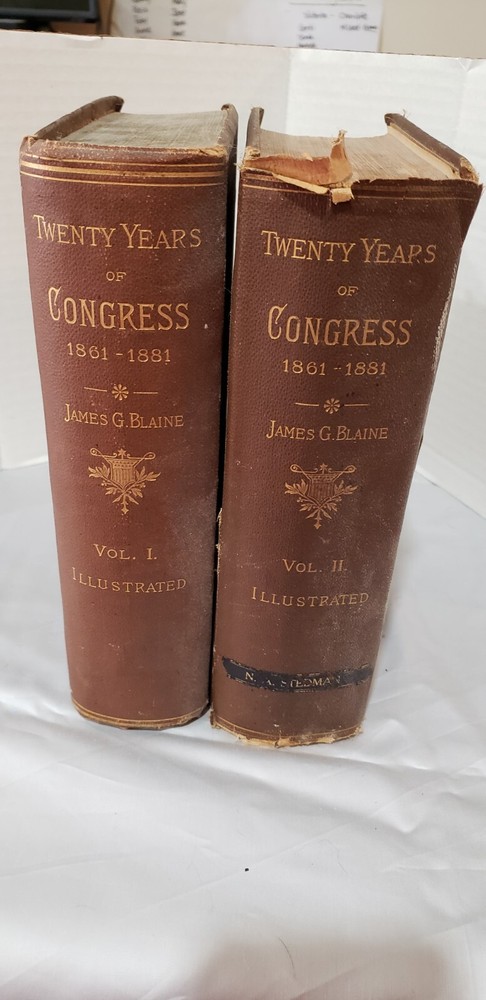 TWENTY YEARS
OF
CONGRESS
1861-1881
JAMES G. BLAINE
VOL. I.
ILLUSTRATED
TWENTY YEARS
OF
CONGRESS
1861-1881
JAMES G. BLAINE
VOL. II.
ILLUSTRATED
N. STEDMAN